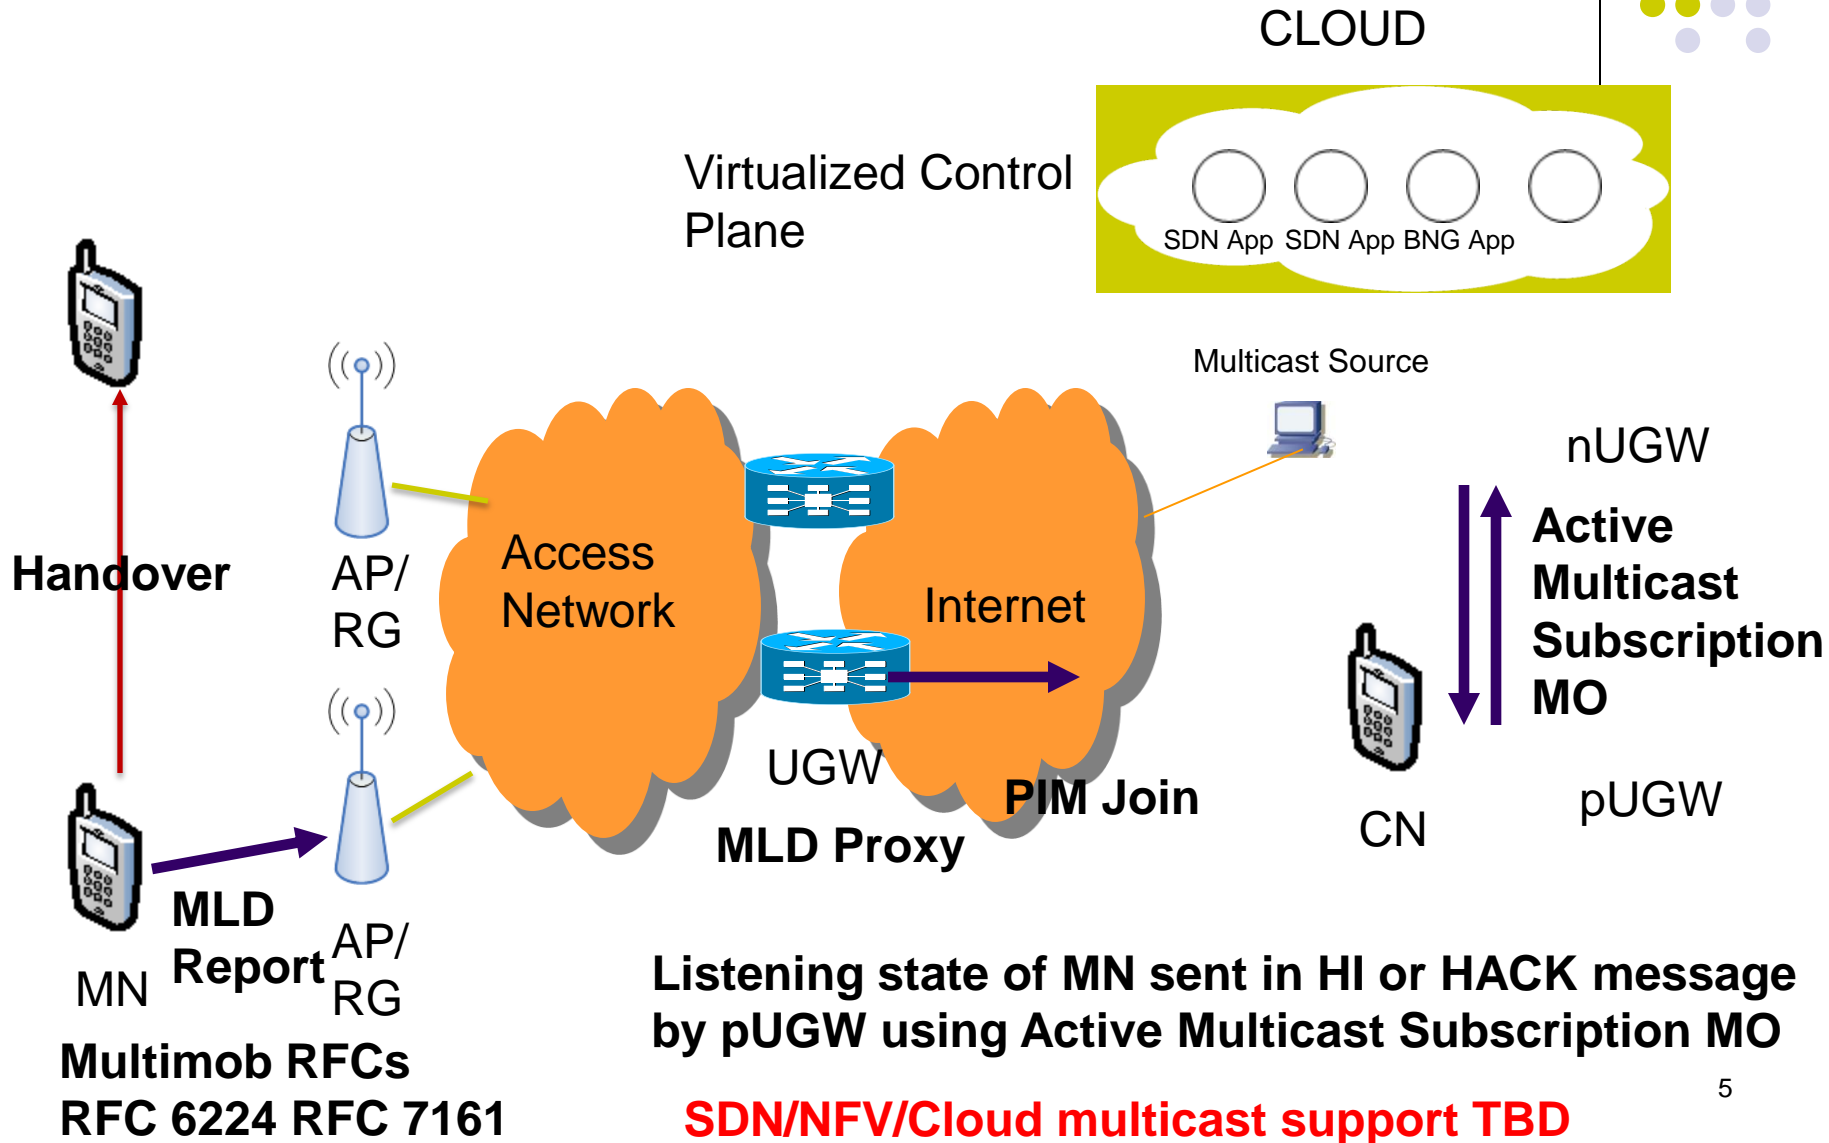 CLOUD
Virtualized Control
Plane
SDN App SDN App BNG App
Multicast Source
nUGW
Active
Multicast
Subscription
MO
Handover
AP/
RG
Access
Network
Internet
UGW
MLD Proxy
PIM Join
CN
pUGW
MLD
Report
MN
AP/
RG
Listening state of MN sent in HI or HACK message
by pUGW using Active Multicast Subscription MO
Multimob RFCs
RFC 6224 RFC 7161
SDN/NFV/Cloud multicast support TBD
5